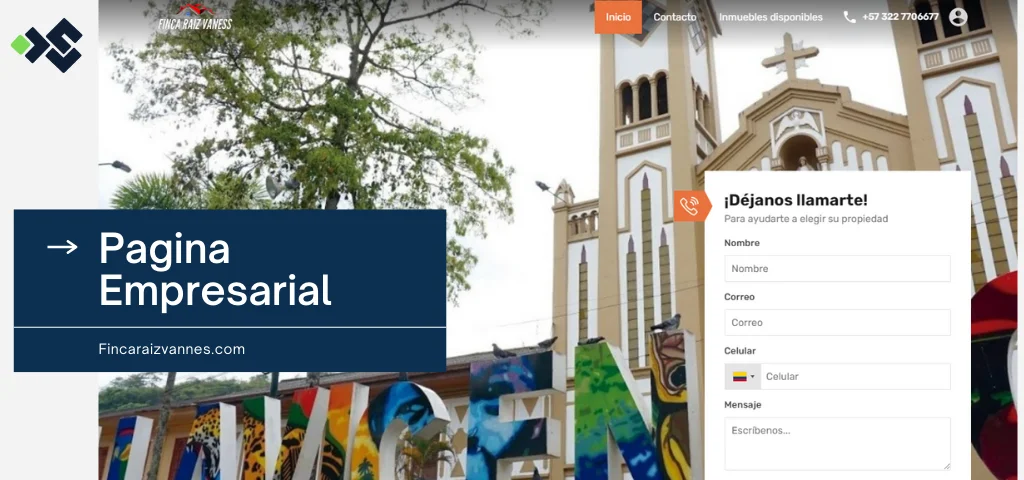 FINCA RAIZ VANESS
Inicio
Contacto
Inmuebles disponibles
+57 322 7706677
Pagina
Empresarial
Fincaraizvannes.com
¡Déjanos llamarte!
Para ayudarte a elegir su propiedad
Nombre
Nombre
Correo
Correo
Celular
Celular
Mensaje
Escríbenos...